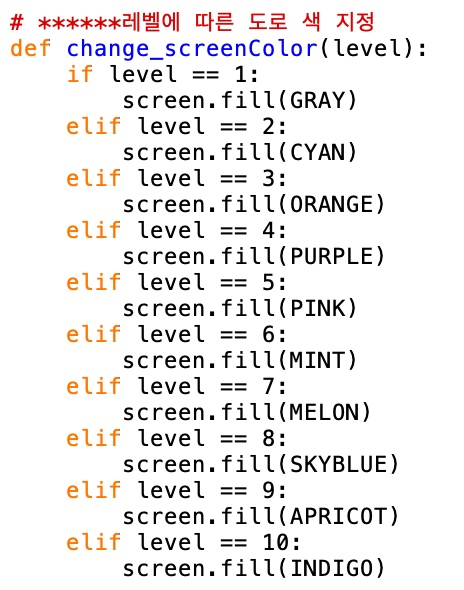 # ******레벨에 따른 도로 색 지정
def change_screenColor(level):
    if level == 1:
        screen.fill(GRAY)
    elif level == 2:
        screen.fill(CYAN)
    elif level == 3:
        screen.fill(ORANGE)
    elif level == 4:
        screen.fill(PURPLE)
    elif level == 5:
        screen.fill(PINK)
    elif level == 6:
        screen.fill(MINT)
    elif level == 7:
        screen.fill(MELON)
    elif level == 8:
        screen.fill(SKYBLUE)
    elif level == 9:
        screen.fill(APRICOT)
    elif level == 10:
        screen.fill(INDIGO)